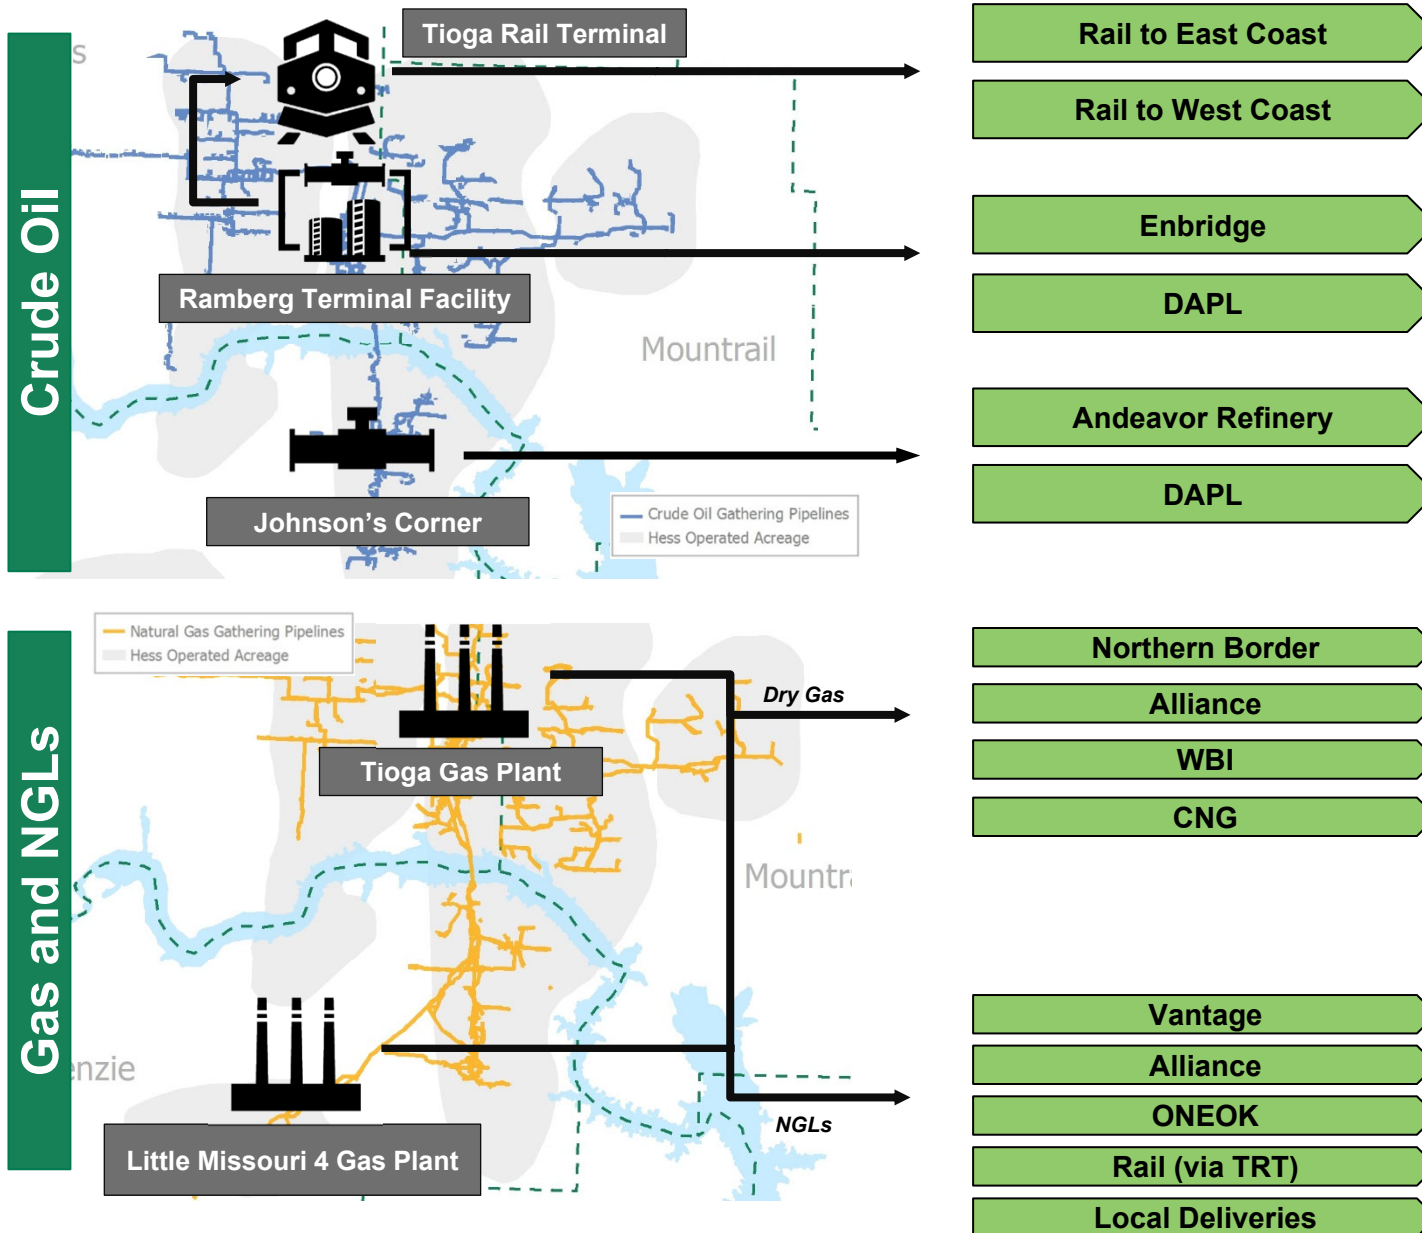 Crude Oil
s
Tioga Rail Terminal
Ramberg Terminal Facility
Mountrail
Johnson's Corner
Crude Oil Gathering Pipelines
Hess Operated Acreage
Rail to East Coast
Rail to West Coast
Enbridge
DAPL
Andeavor Refinery
DAPL
Gas and NGLs
Natural Gas Gathering Pipelines
Hess Operated Acreage
Tioga Gas Plant
Dry Gas
Mountra
enzie
NGLs
Little Missouri 4 Gas Plant
Northern Border
Alliance
WBI
CNG
Vantage
Alliance
ONEOK
Rail (via TRT)
Local Deliveries